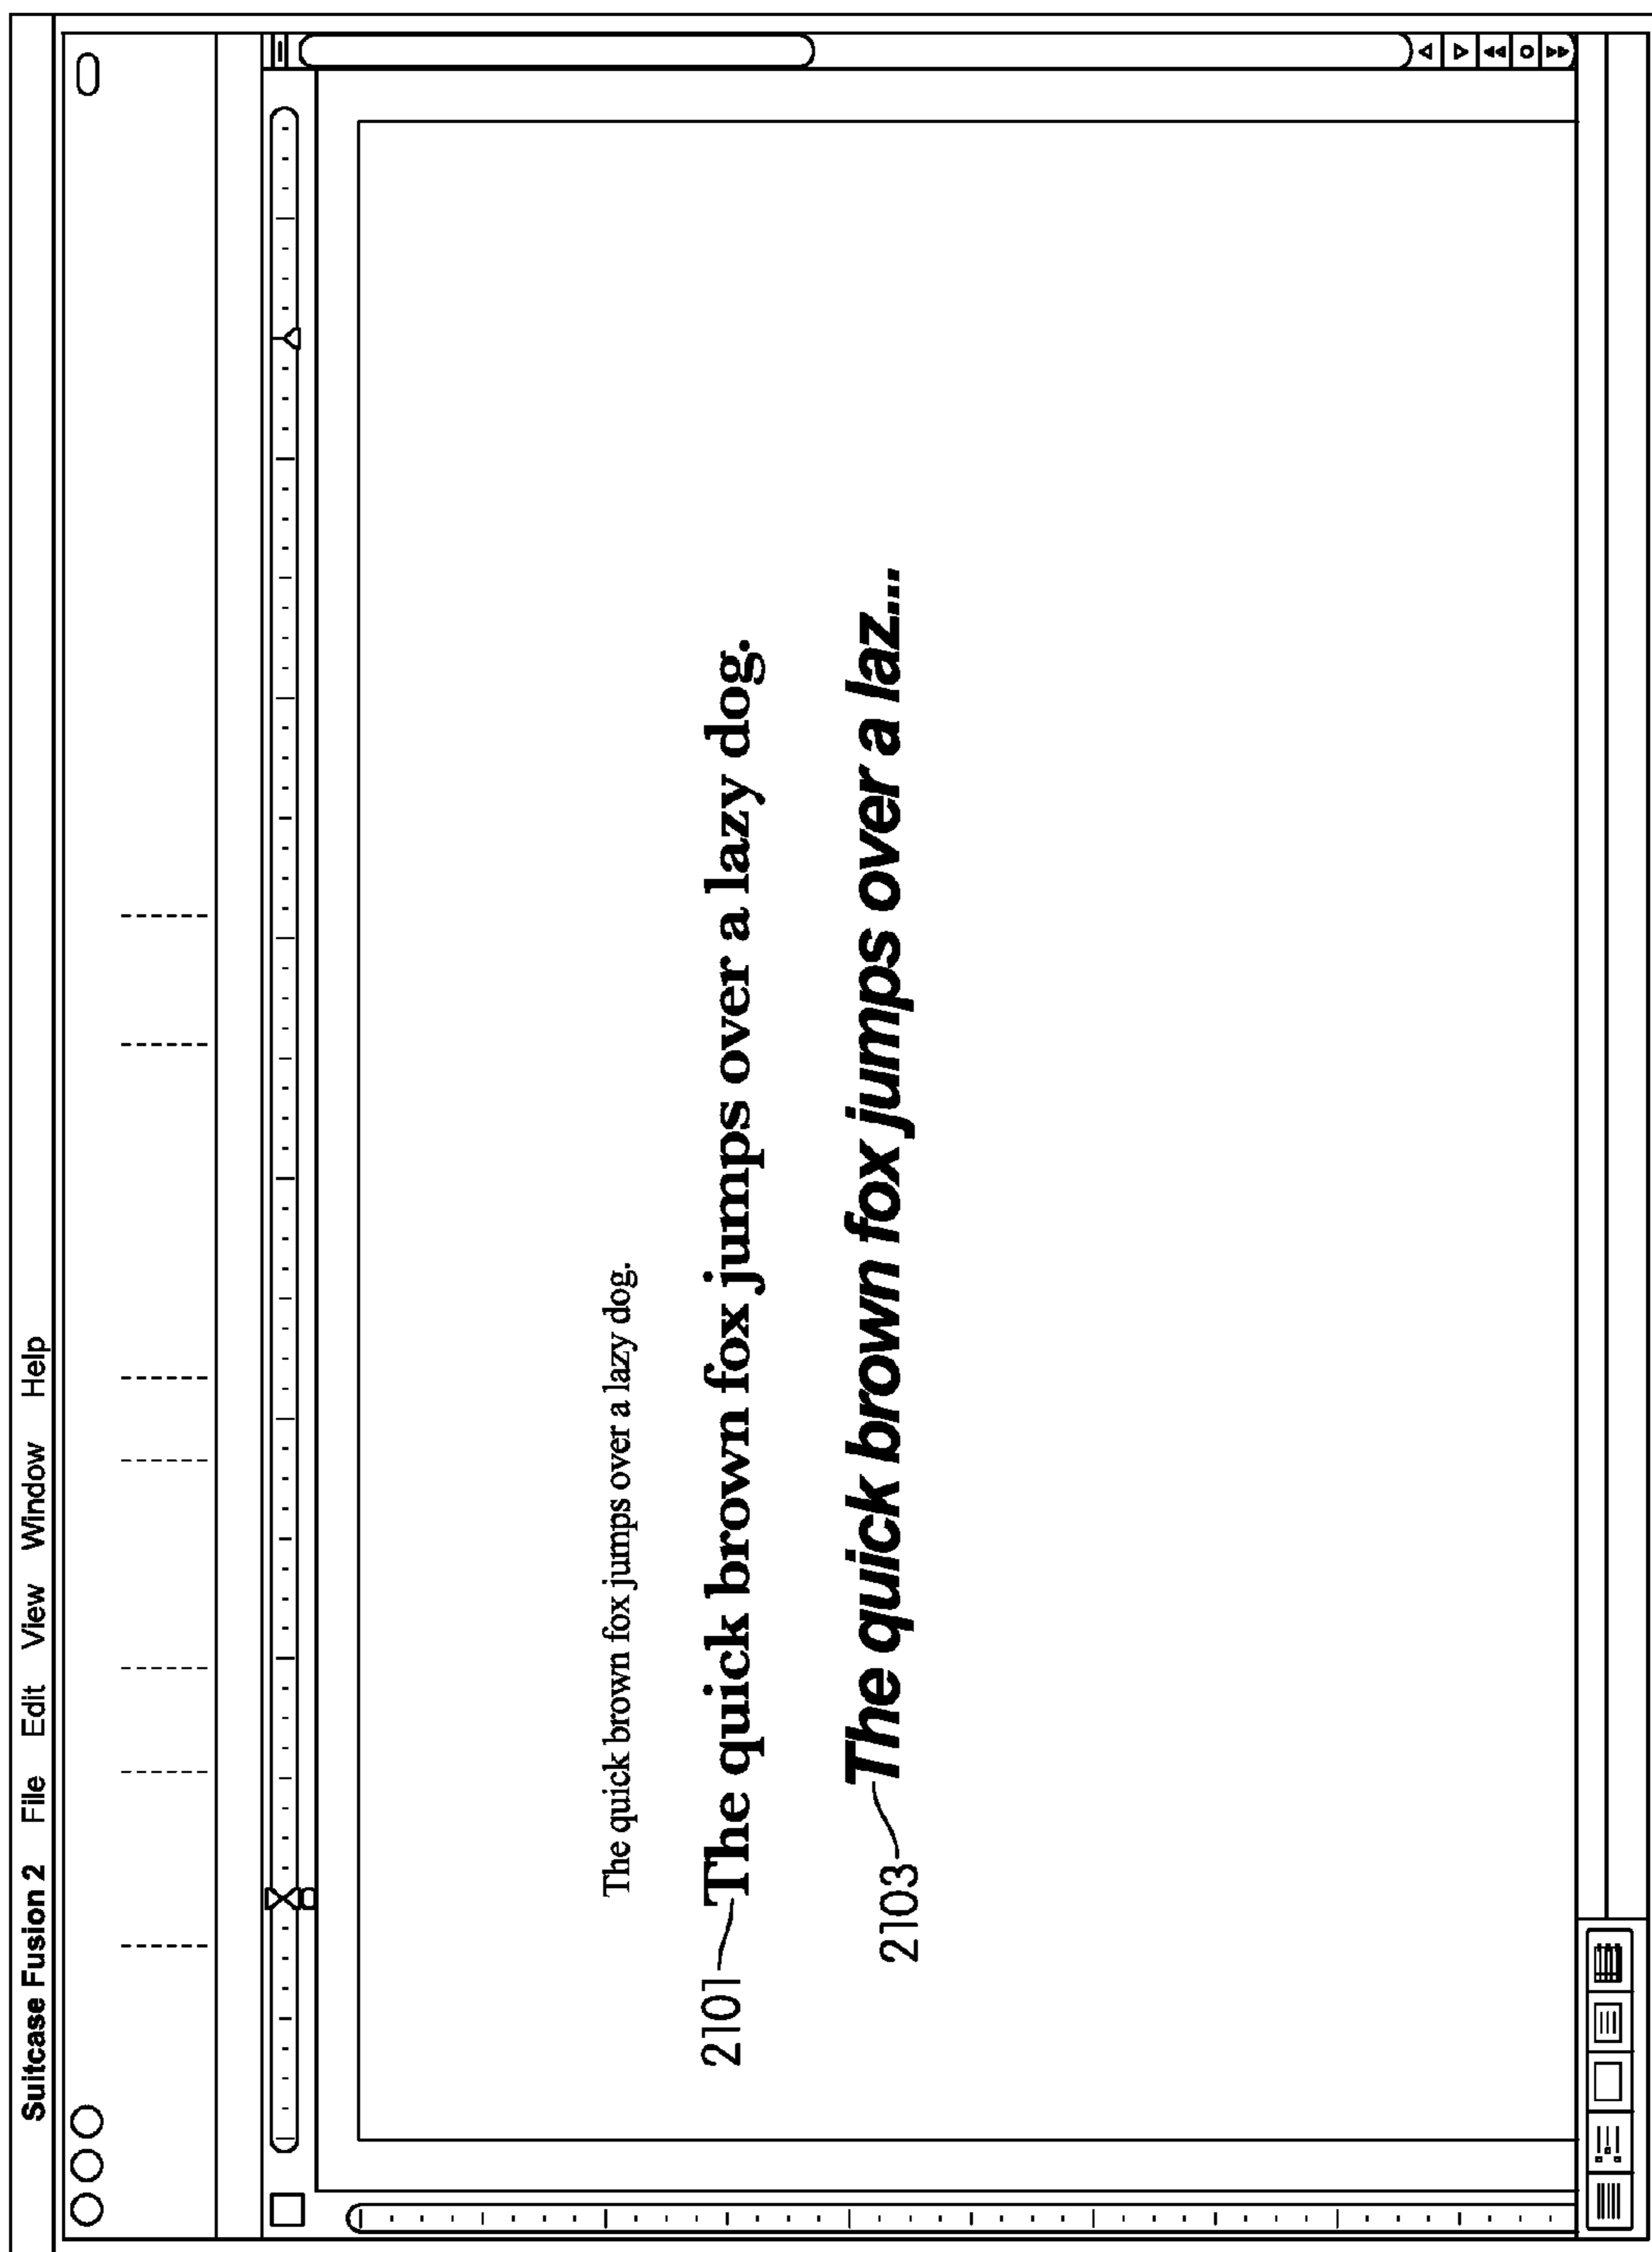 Suitcase Fusion 2 File Edit View Window Help
The quick brown fox jumps over a lazy dog.
2101 The quick brown fox jumps over a lazy dog.
2103 The quick brown fox jumps over a laz...